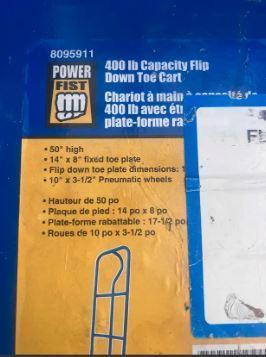 8095911
POWER
FIST
400 lb Capacity Flip
Down Toe Cart
Chariot à main
400 lb avec
plate-forme
• 50" high
• 14" x 8" fixed toe plate
• Flip down toe plate dimensions:
• 10" x 3-1/2" Pneumatic wheels
• Hauteur de 50 po
• Plaque de pied : 14 po x 8 po
• Plate-forme rabattable : 17-1/2 po
• Roues de 10 po x 3-1/2 po